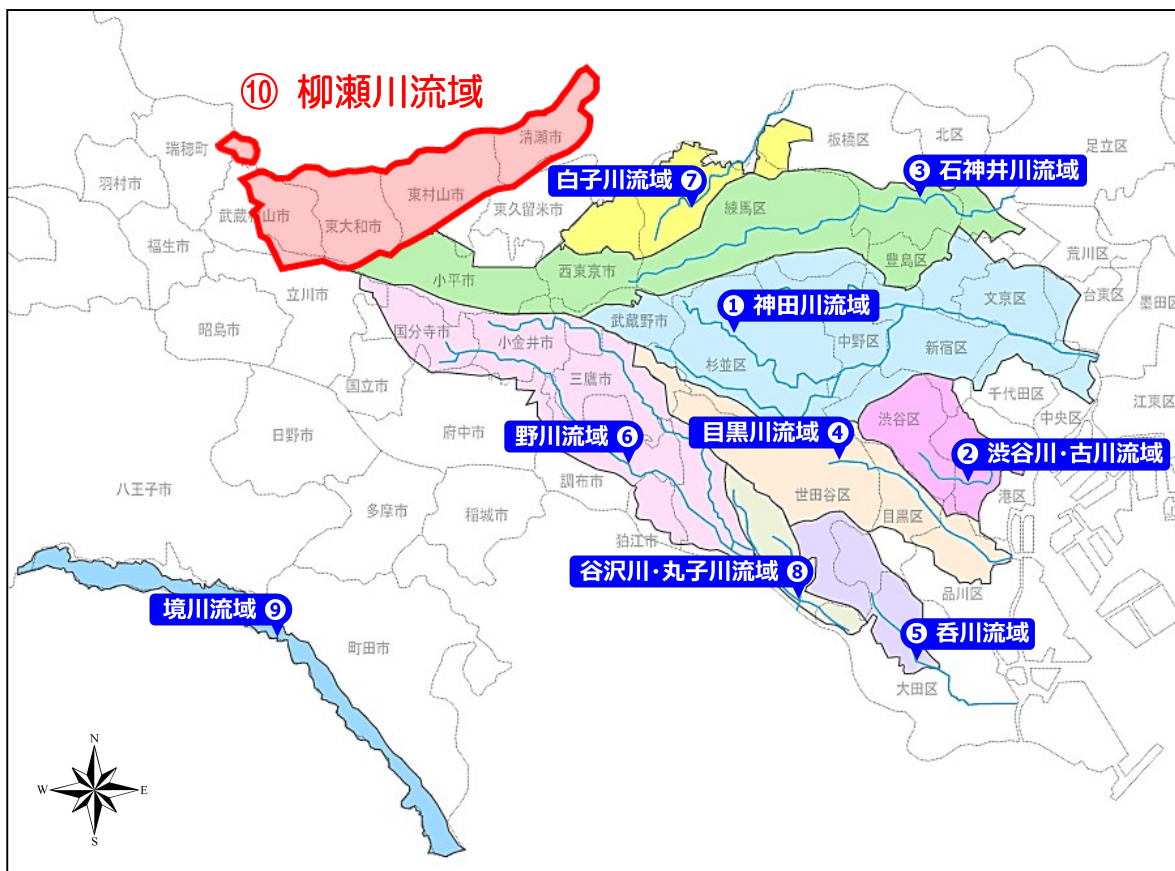 ⑩ 柳瀬川流域
瑞穂町
清瀬市
板橋区
北区
足立区
羽村市
白子川流域 ❼
❸ 石神井川流域
武蔵村山市
東大和市
東村山市
東久留米市
練馬区
福生市
荒川区
小平市
西東京市
豊島区
立川市
文京区
台東区
墨田区
昭島市
国分寺市
小金井市
武蔵野市
❶ 神田川流域
中野区
新宿区
杉並区
三鷹市
国立市
千代田区
中央区
江東区
渋谷区
日野市
府中市
野川流域 ❻
目黒川流域 ❹
❷ 渋谷川・古川流域
八王子市
調布市
世田谷区
港区
多摩市
稲城市
目黒区
狛江市
谷沢川・丸子川流域 ❽
品川区
境川流域 ❾
❺ 呑川流域
町田市
大田区
N
W
E
S